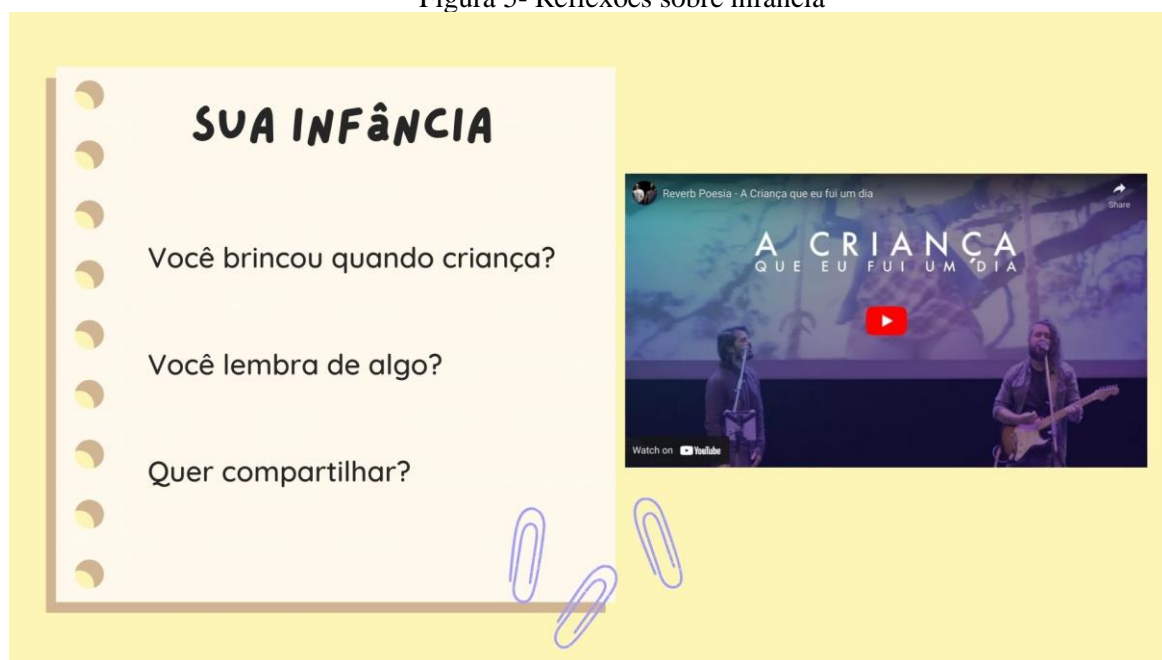 Figura 5- Reflexões sobre infância
SUA INFâNCIA
Você brincou quando criança?
Você lembra de algo?
Quer compartilhar?
Reverb Poesia - A Criança que eu fui um dia
Share
A CRIANÇA
QUE EU FUI UM DIA
Watch on YouTube